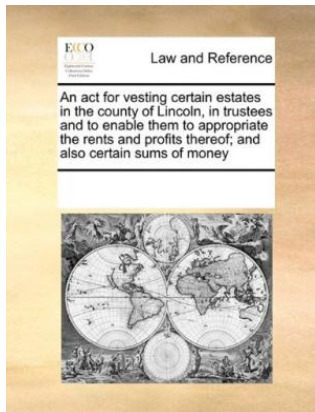 ECCO
Law and Reference
An act for vesting certain estates
in the county of Lincoln, in trustees
and to enable them to appropriate
the rents and profits thereof; and
also certain sums of money